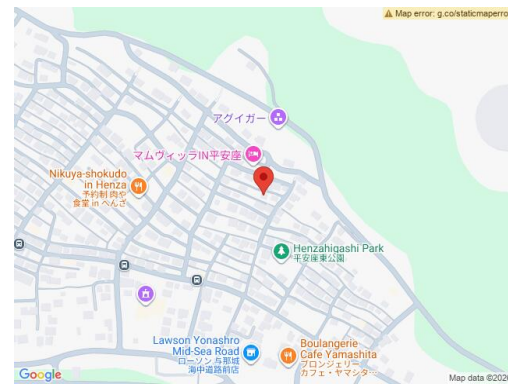 Map error: g.co/staticmaperro
アグイガー
マムヴィッラIN平安座
Nikuya-shokudo
in Henza
予約制 肉や
食堂 in へんざ
Henzahigashi Park
平安座東公園
Lawson Yonashro
Mid-Sea Road
ローソン 与那城
海中道路前店
Boulangerie
Cafe Yamashita
ブロンジェリー
カフェ・ヤマシタ…
Google
Map data ©2026